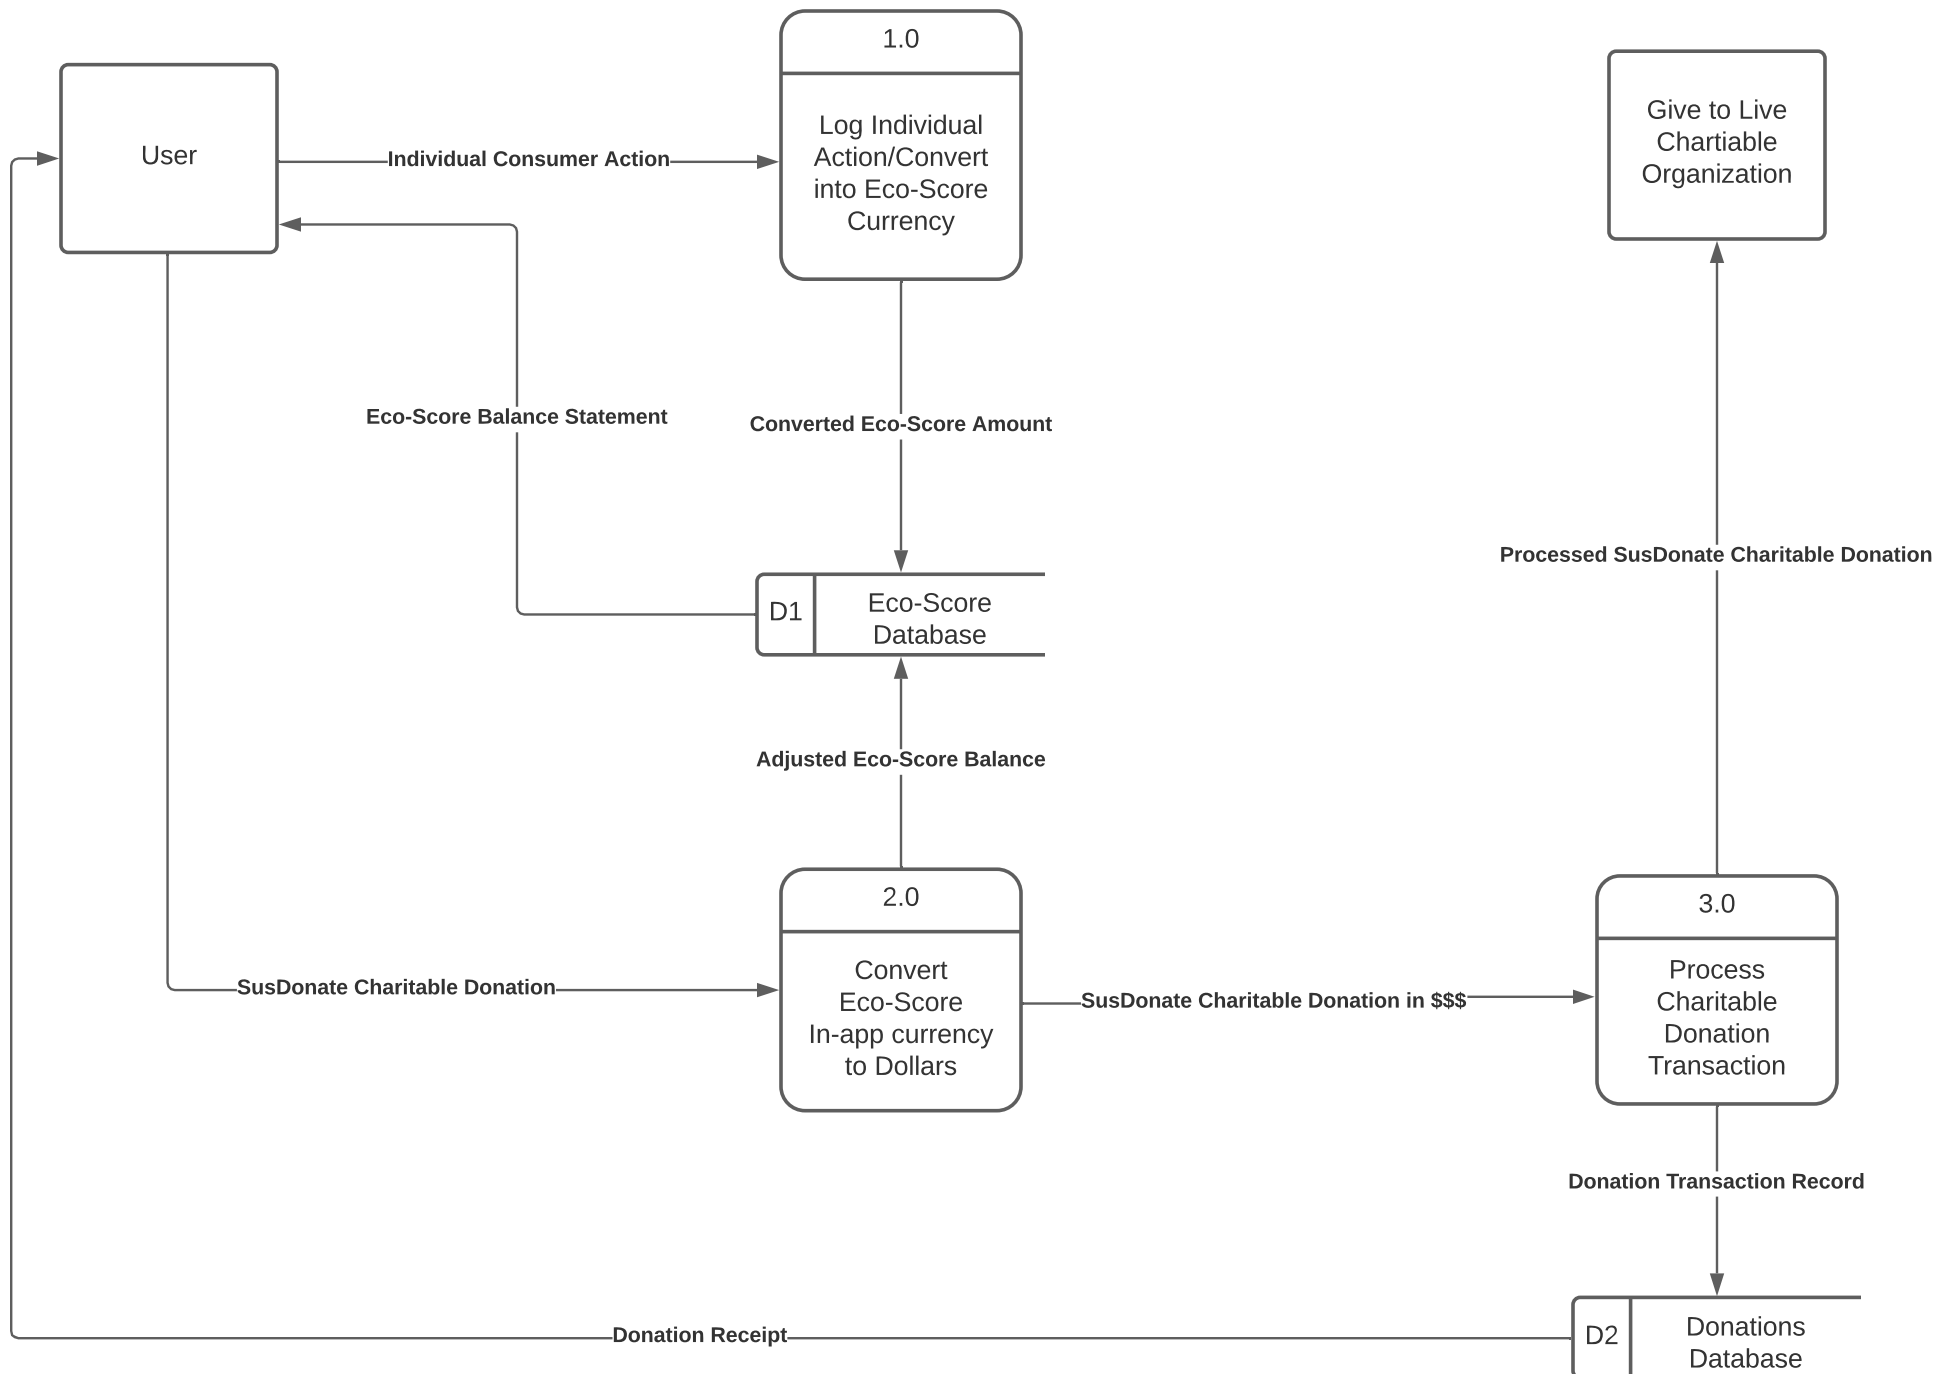 1.0
User
Individual Consumer Action
Log Individual
Action/Convert
into Eco-Score
Currency
Give to Live
Chartiable
Organization
Eco-Score Balance Statement
Converted Eco-Score Amount
Processed SusDonate Charitable Donation
D1
Eco-Score
Database
Adjusted Eco-Score Balance
2.0
Convert
Eco-Score
In-app currency
to Dollars
SusDonate Charitable Donation
SusDonate Charitable Donation in $$$
3.0
Process
Charitable
Donation
Transaction
Donation Transaction Record
Donation Receipt
D2
Donations
Database